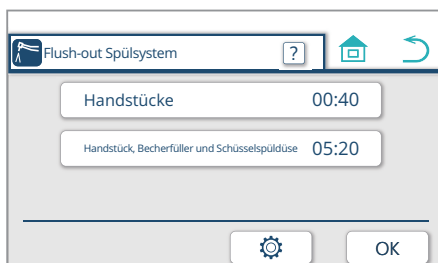 Flush-out Spülsystem ?
Handstücke 00:40
Handstück, Becherfüller und Schüsselspüldüse 05:20
OK